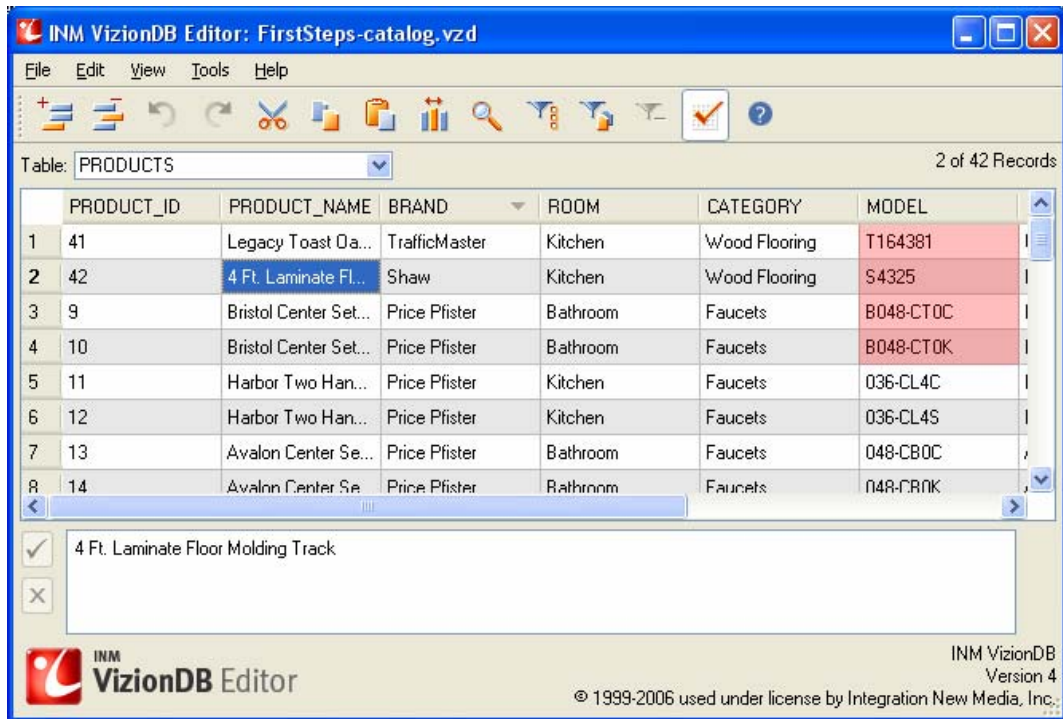 INM VizionDB Editor: FirstSteps-catalog.vzd
File Edit View Tools Help
Table: PRODUCTS 2 of 42 Records
PRODUCT_ID PRODUCT_NAME BRAND ROOM CATEGORY MODEL
1 41 Legacy Toast Oa... TrafficMaster Kitchen Wood Flooring T164381
2 42 4 Ft. Laminate Fl... Shaw Kitchen Wood Flooring S4325
3 9 Bristol Center Set... Price Pfister Bathroom Faucets B048-CT0C
4 10 Bristol Center Set... Price Pfister Bathroom Faucets B048-CT0K
5 11 Harbor Two Han... Price Pfister Kitchen Faucets 036-CL4C
6 12 Harbor Two Han... Price Pfister Kitchen Faucets 036-CL4S
7 13 Avalon Center Se... Price Pfister Bathroom Faucets 048-CB0C
8 14 Avalon Center Se Price Pfister Bathroom Faucets 048-CB0K
4 Ft. Laminate Floor Molding Track
INM
VizionDB Editor
INM VizionDB
Version 4
© 1999-2006 used under license by Integration New Media, Inc.